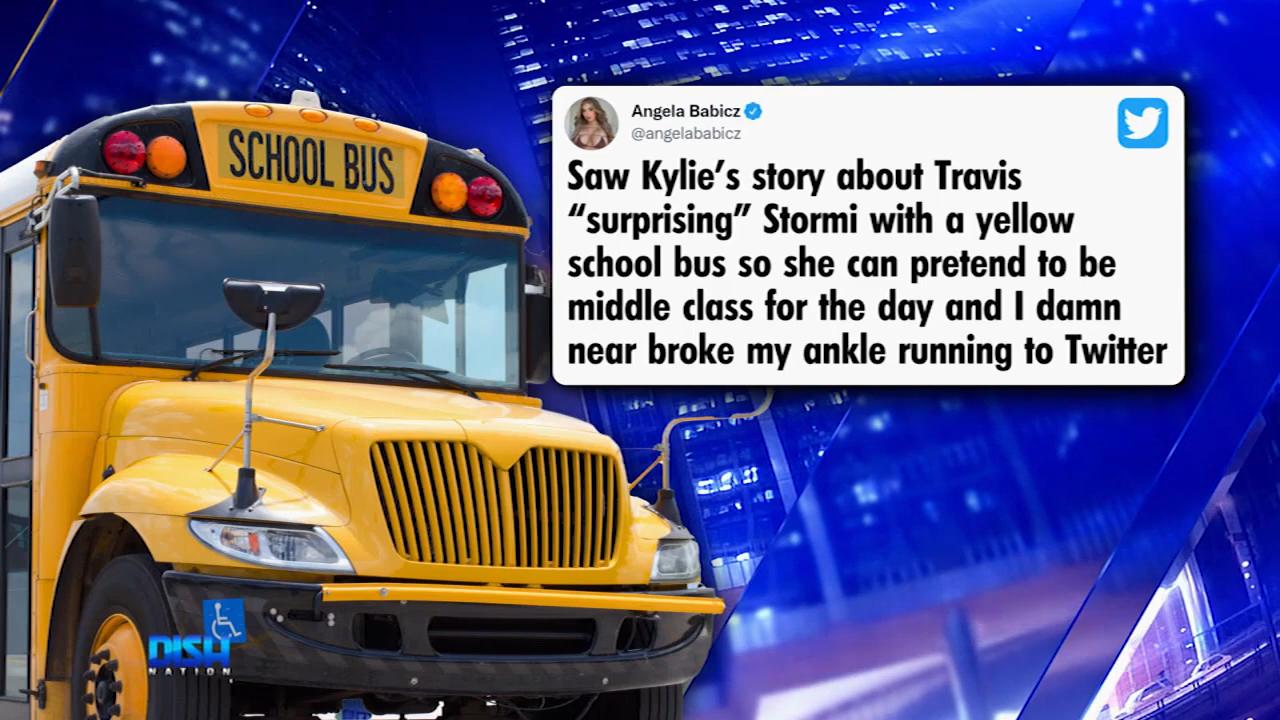 SCHOOL BUS
Angela Babicz
@angelababicz
Saw Kylie’s story about Travis
“surprising” Stormi with a yellow
school bus so she can pretend to be
middle class for the day and I damn
near broke my ankle running to Twitter
DISH
NATION